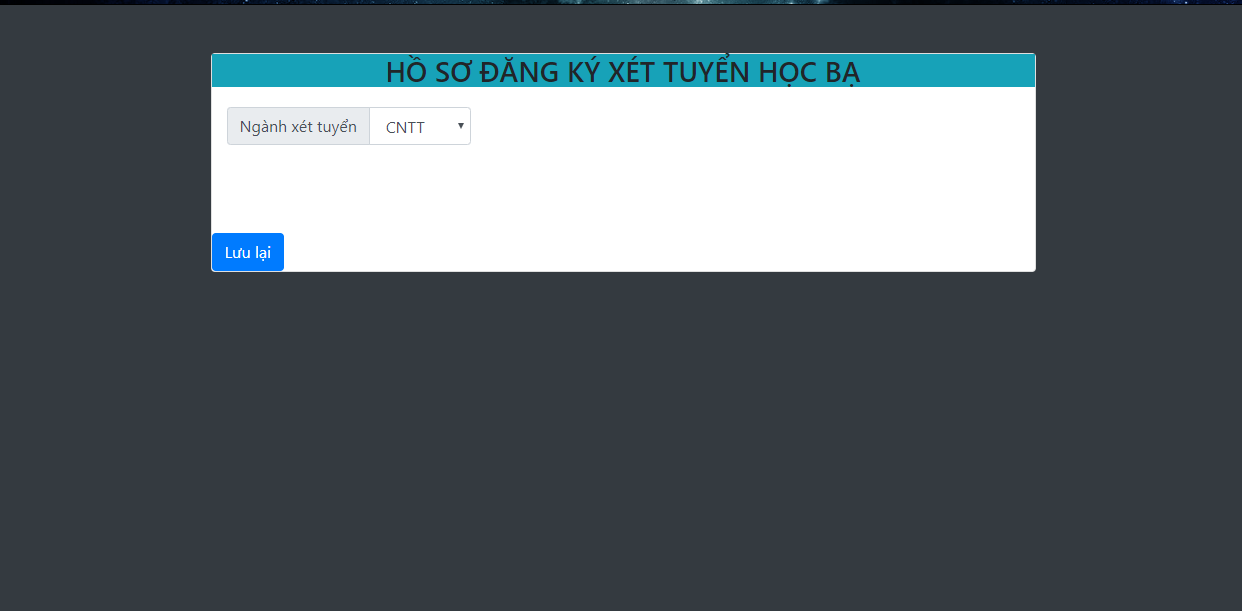 HỒ SƠ ĐĂNG KÝ XÉT TUYỂN HỌC BẠ
Ngành xét tuyển CNTT
Lưu lại